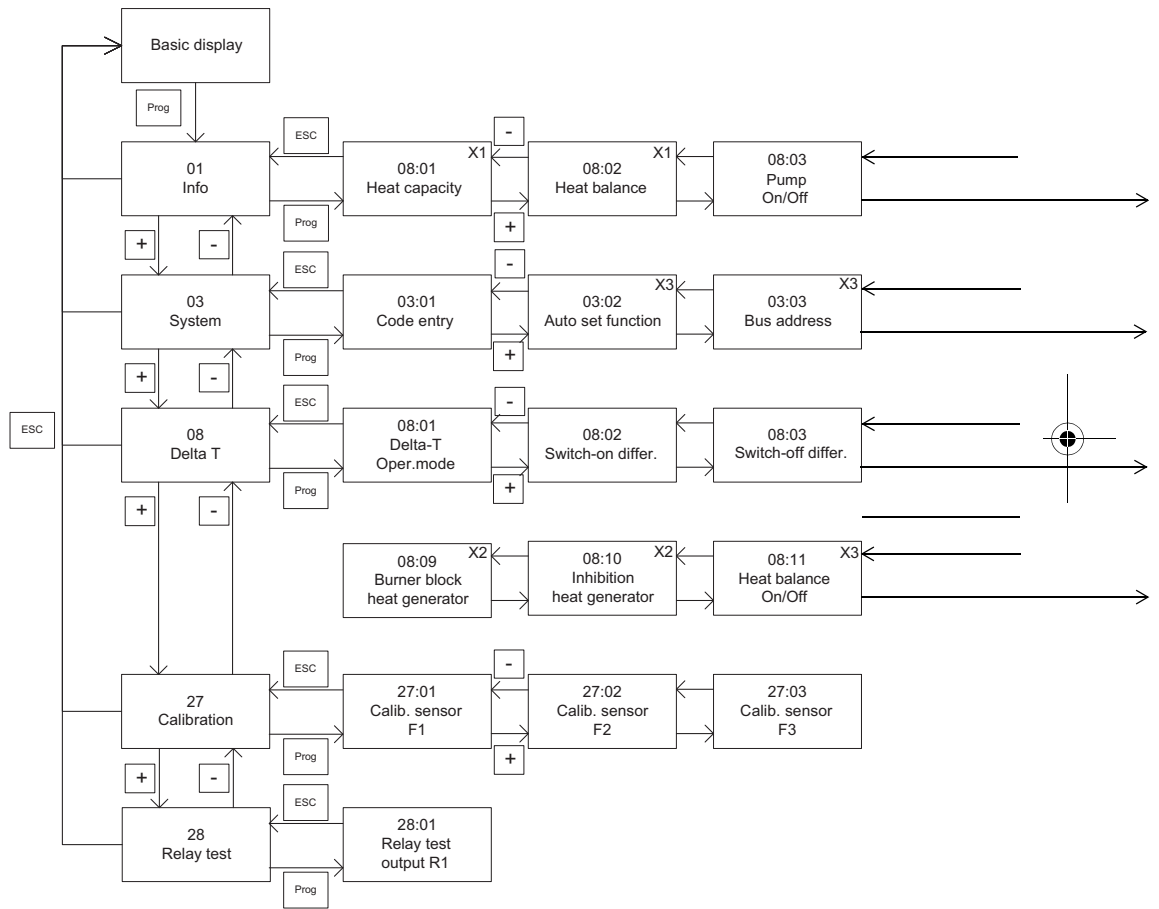 Basic display
Prog
ESC
-
01
Info
08:01
X1
Heat capacity
08:02
X1
Heat balance
08:03
Pump
On/Off
Prog
+
+
-
ESC
-
03
System
03:01
Code entry
03:02
X3
Auto set function
03:03
X3
Bus address
Prog
+
+
-
ESC
-
ESC
08
Delta T
08:01
Delta-T
Oper.mode
08:02
Switch-on differ.
08:03
Switch-off differ.
Prog
+
+
-
08:09
X2
Burner block
heat generator
08:10
X2
Inhibition
heat generator
08:11
X3
Heat balance
On/Off
ESC
-
27
Calibration
27:01
Calib. sensor
F1
27:02
Calib. sensor
F2
27:03
Calib. sensor
F3
Prog
+
+
-
ESC
28
Relay test
28:01
Relay test
output R1
Prog